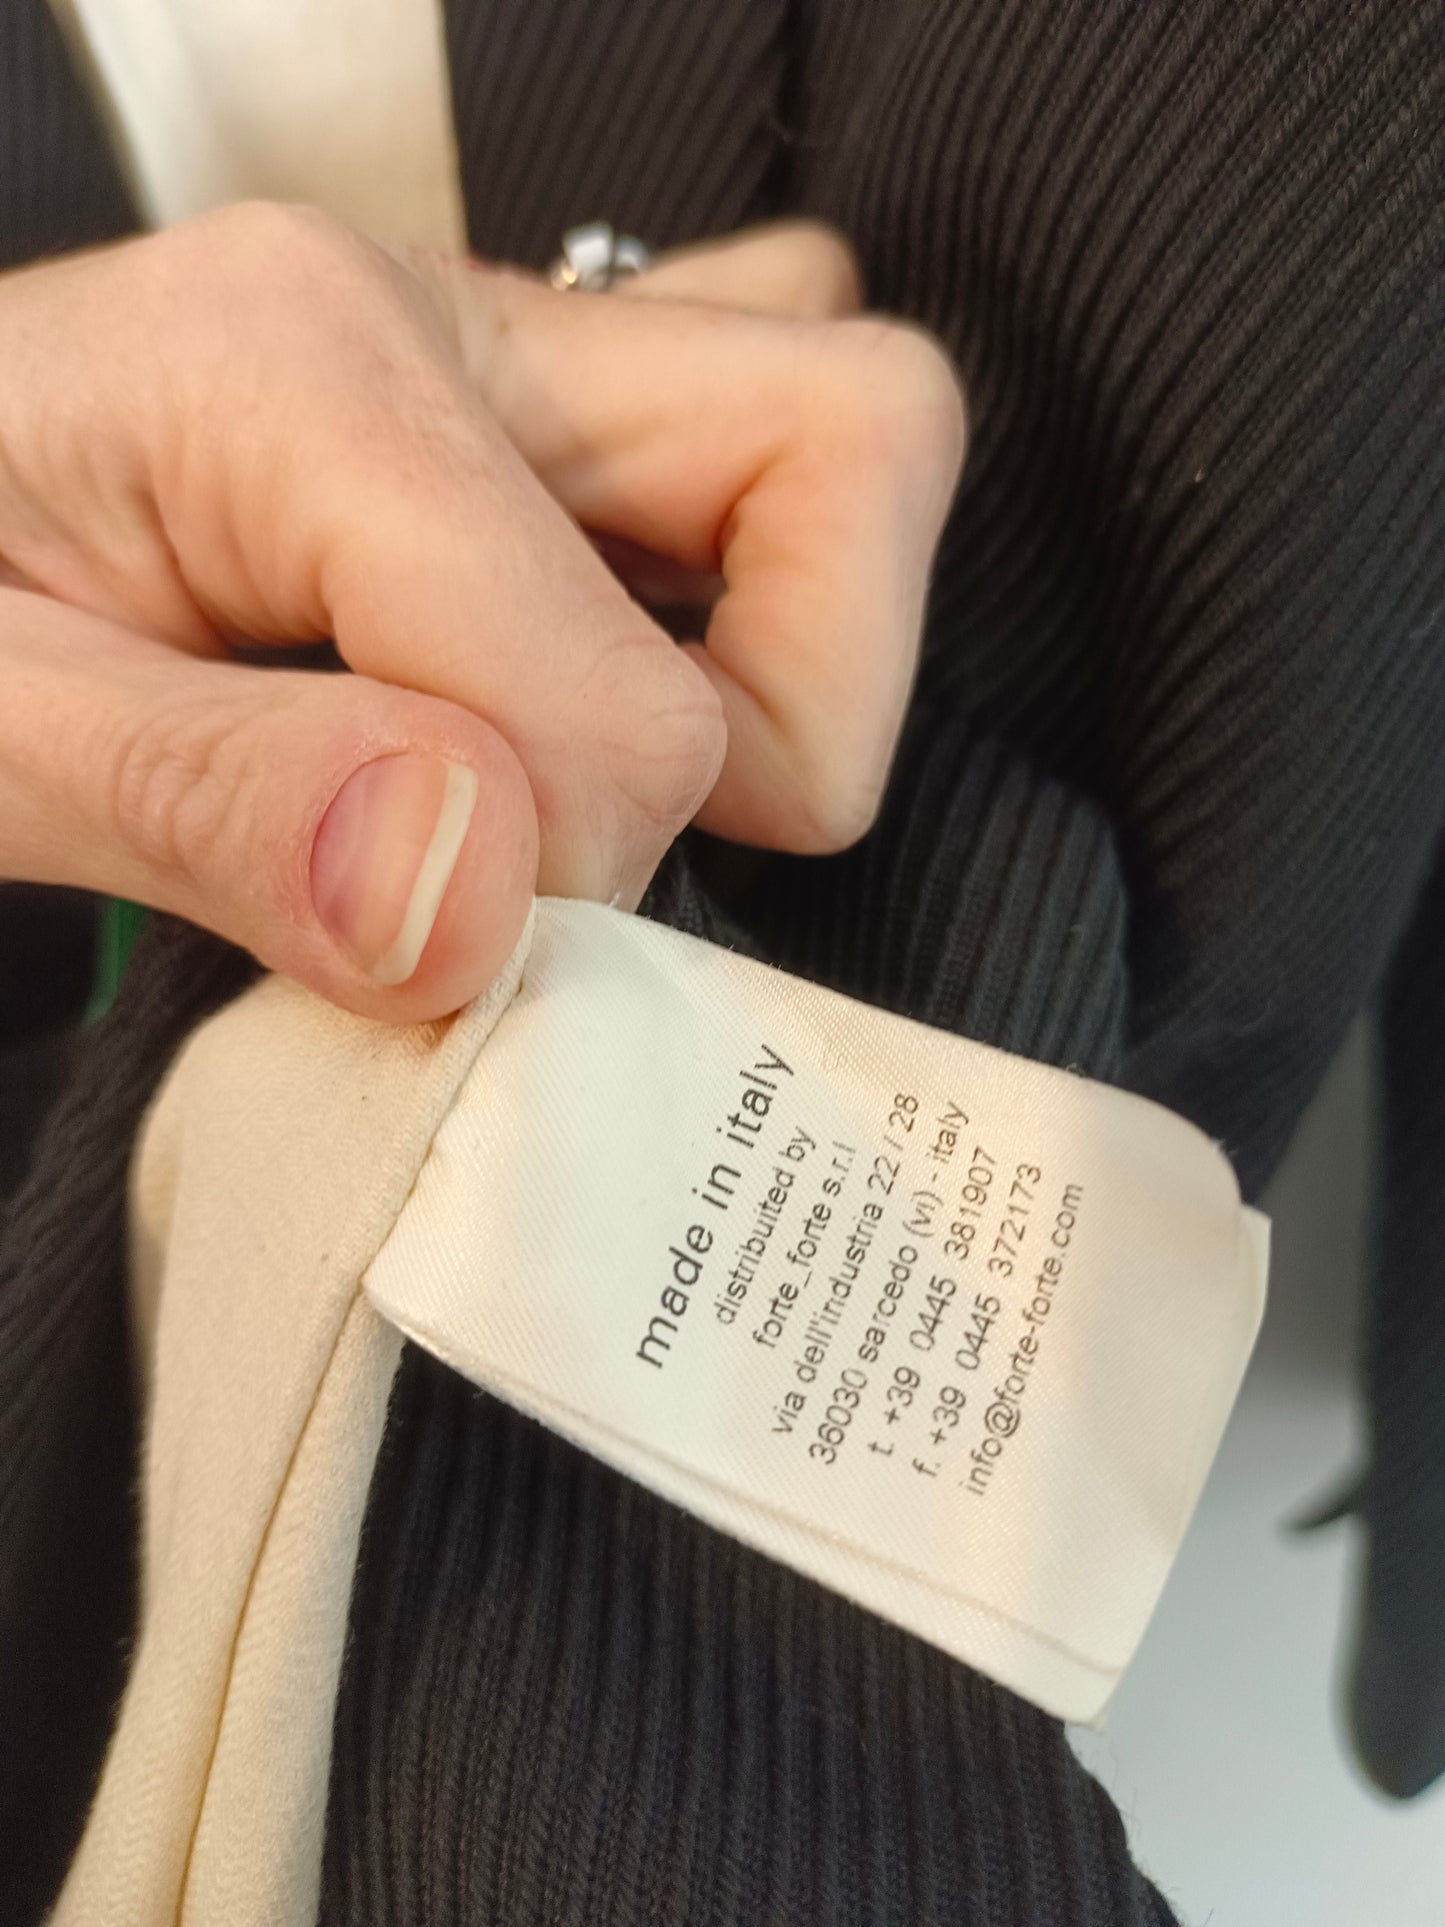 made in italy
distribuited by
forte_forte s.r.l
via dell'industria 22 / 28
36030 sarcedo (vi) - italy
t. +39 0445 381907
f. +39 0445 372173
info@forte-forte.com